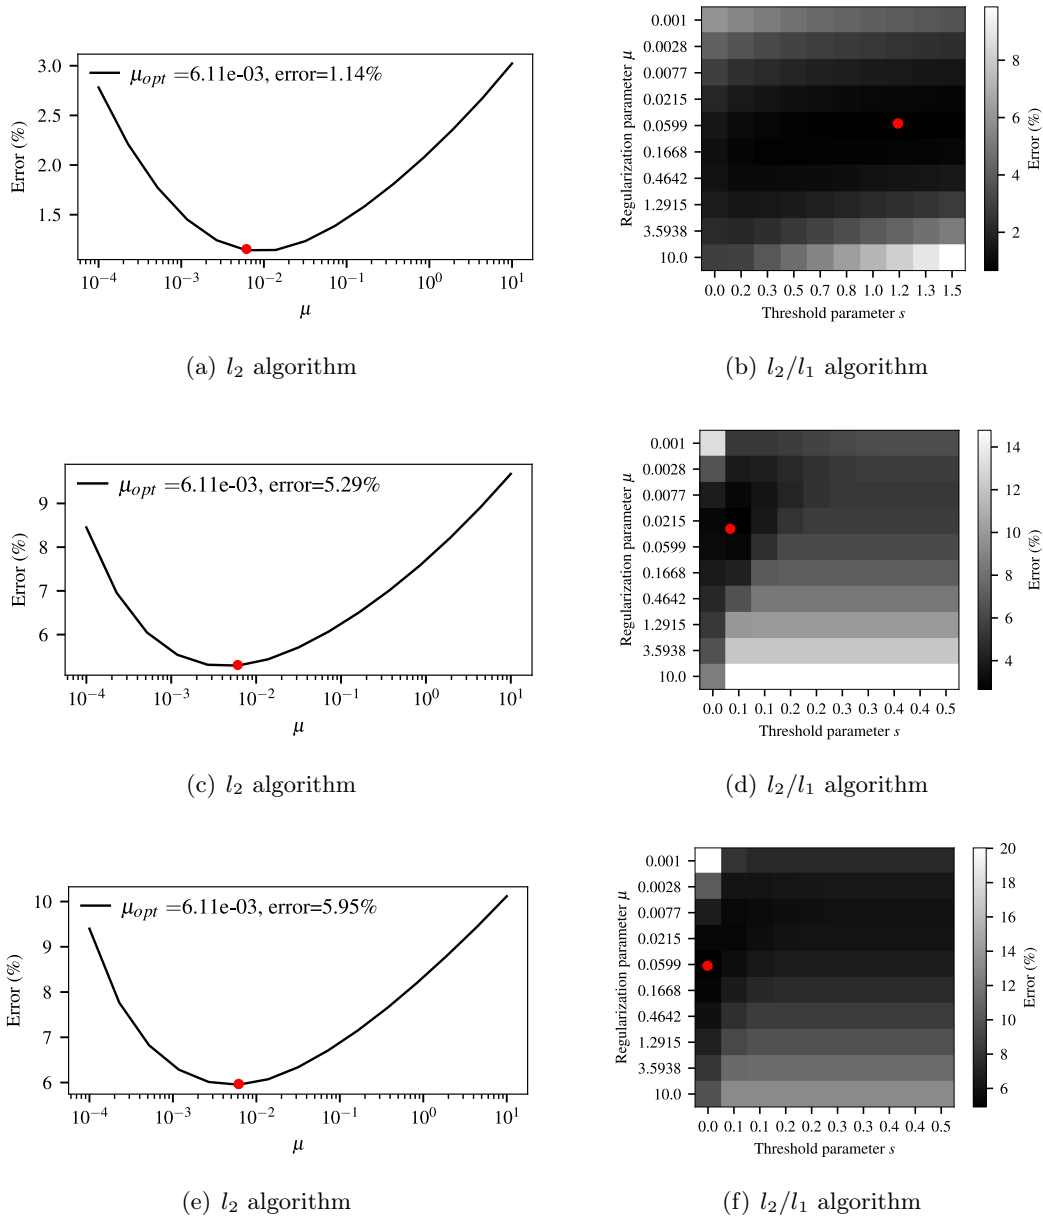 3.0
2.5
2.0
1.5
Error (%)
μopt =6.11e-03, error=1.14%
10⁻⁴ 10⁻³ 10⁻² 10⁻¹ 10⁰ 10¹
μ
(a) l₂ algorithm
Regularization parameter μ
0.001
0.0028
0.0077
0.0215
0.0599
0.1668
0.4642
1.2915
3.5938
10.0
0.0 0.2 0.3 0.5 0.7 0.8 1.0 1.2 1.3 1.5
Threshold parameter s
8
6
4
2
Error (%)
(b) l₂/l₁ algorithm
9
8
7
6
Error (%)
μopt =6.11e-03, error=5.29%
10⁻⁴ 10⁻³ 10⁻² 10⁻¹ 10⁰ 10¹
μ
(c) l₂ algorithm
Regularization parameter μ
0.001
0.0028
0.0077
0.0215
0.0599
0.1668
0.4642
1.2915
3.5938
10.0
0.0 0.1 0.1 0.2 0.2 0.3 0.3 0.4 0.4 0.5
Threshold parameter s
14
12
10
8
6
4
Error (%)
(d) l₂/l₁ algorithm
10
9
8
7
6
Error (%)
μopt =6.11e-03, error=5.95%
10⁻⁴ 10⁻³ 10⁻² 10⁻¹ 10⁰ 10¹
μ
(e) l₂ algorithm
Regularization parameter μ
0.001
0.0028
0.0077
0.0215
0.0599
0.1668
0.4642
1.2915
3.5938
10.0
0.0 0.1 0.1 0.2 0.2 0.3 0.3 0.4 0.4 0.5
Threshold parameter s
20
18
16
14
12
10
8
6
Error (%)
(f) l₂/l₁ algorithm